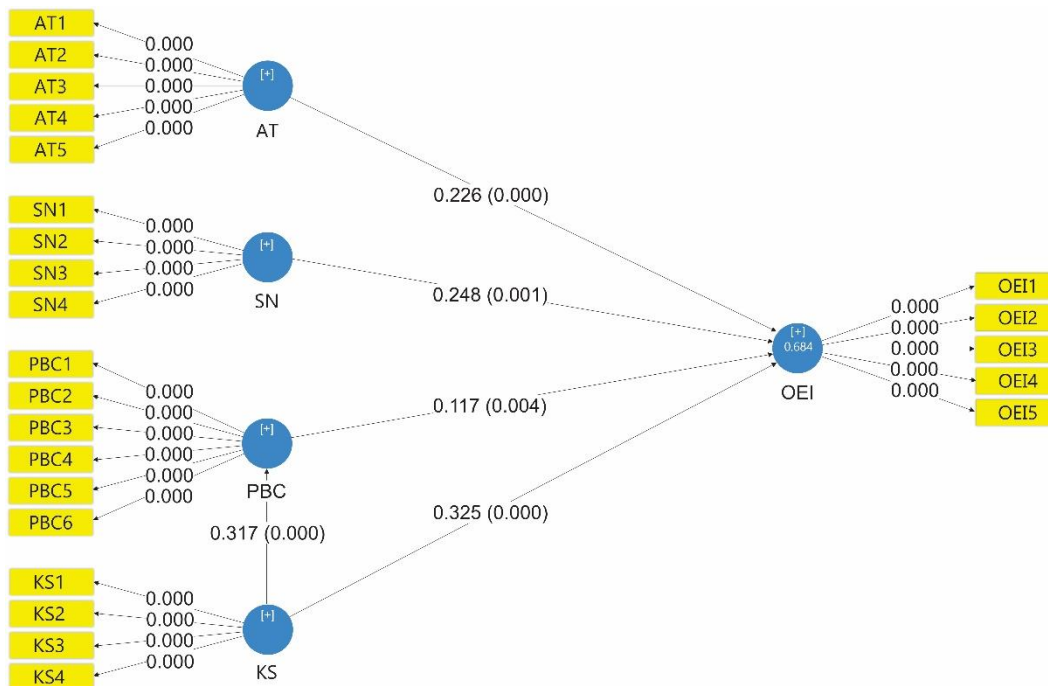 AT1
0.000
AT2
0.000
AT3
0.000
AT4
0.000
AT5
0.000
[+]
AT
0.226 (0.000)
SN1
0.000
SN2
0.000
SN3
0.000
SN4
0.000
[+]
SN
0.248 (0.001)
[+]
0.684
OEI
0.000
OEI1
0.000
OEI2
0.000
OEI3
0.000
OEI4
0.000
OEI5
PBC1
0.000
PBC2
0.000
PBC3
0.000
PBC4
0.000
PBC5
0.000
PBC6
0.000
[+]
PBC
0.117 (0.004)
0.317 (0.000)
0.325 (0.000)
KS1
0.000
KS2
0.000
KS3
0.000
KS4
0.000
[+]
KS